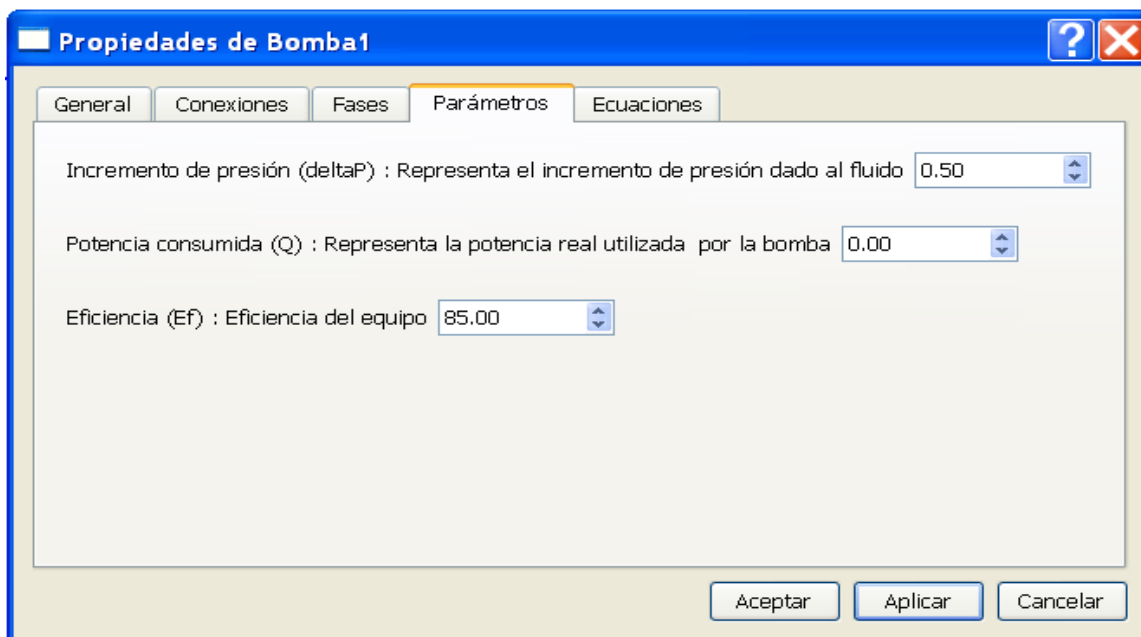 Propiedades de Bomba1
General Conexiones Fases Parámetros Ecuaciones
Incremento de presión (deltaP) : Representa el incremento de presión dado al fluido 0.50
Potencia consumida (Q) : Representa la potencia real utilizada por la bomba 0.00
Eficiencia (Ef) : Eficiencia del equipo 85.00
Aceptar Aplicar Cancelar